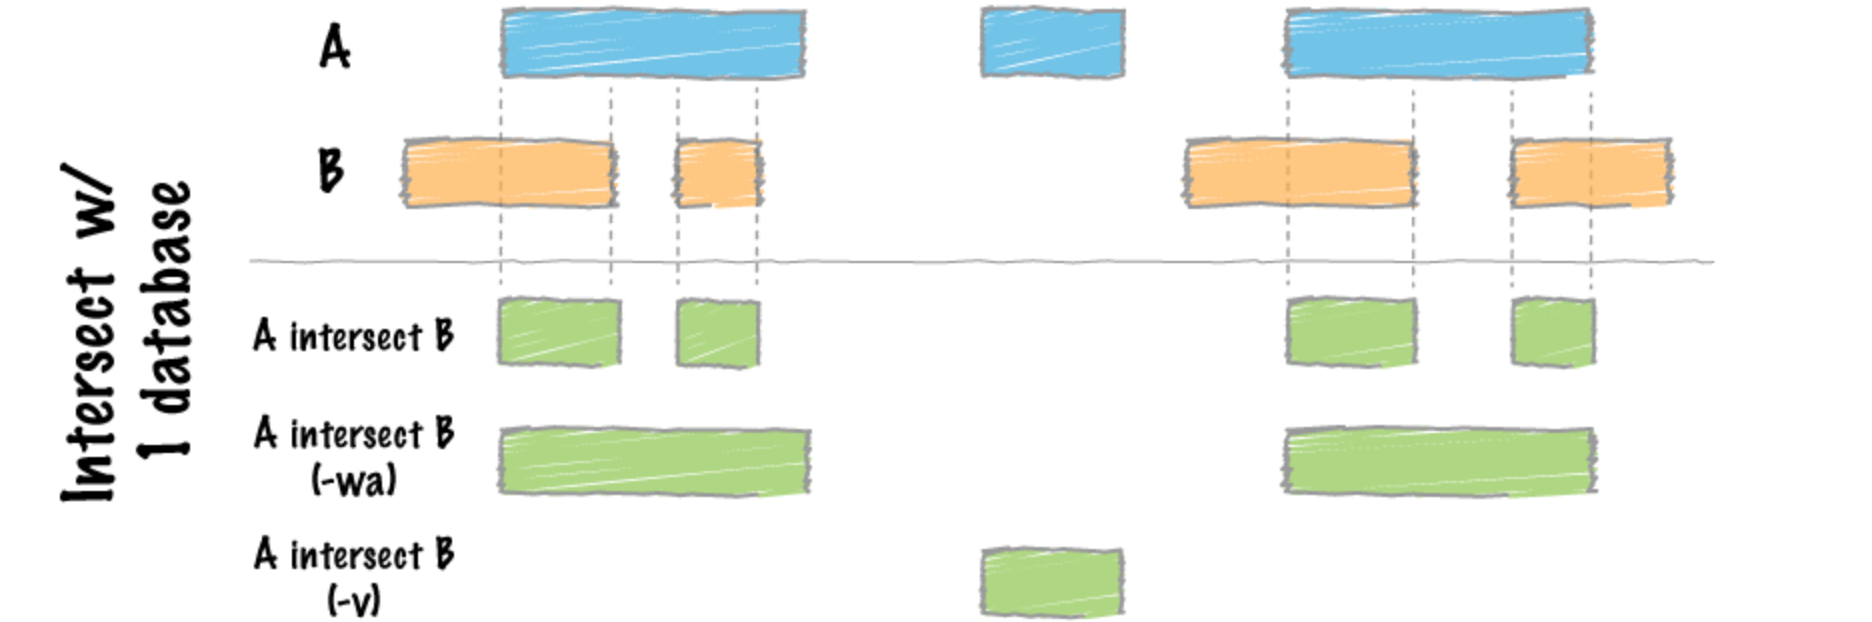 Intersect w/
1 database
A
B
A intersect B
A intersect B
(-wa)
A intersect B
(-v)